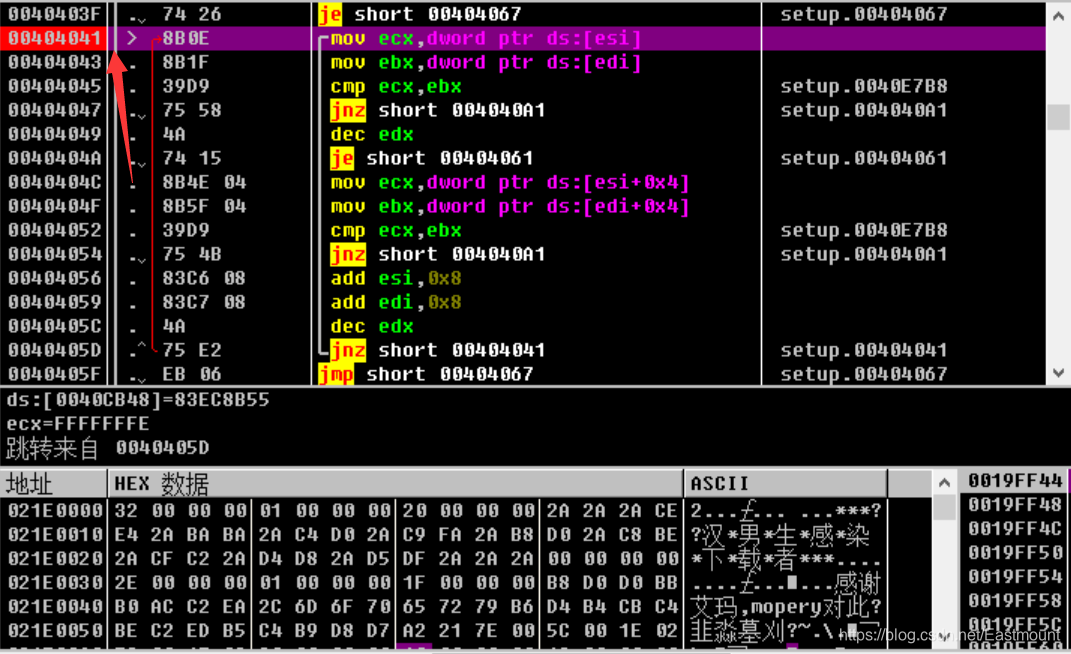 0040403F . 74 26 je short 00404067 setup.00404067
00404041 > 8B0E mov ecx,dword ptr ds:[esi]
00404043 . 8B1F mov ebx,dword ptr ds:[edi]
00404045 . 39D9 cmp ecx,ebx setup.0040E7B8
00404047 . 75 58 jnz short 004040A1 setup.004040A1
00404049 . 4A dec edx
0040404A . 74 15 je short 00404061 setup.00404061
0040404C . 8B4E 04 mov ecx,dword ptr ds:[esi+0x4]
0040404F . 8B5F 04 mov ebx,dword ptr ds:[edi+0x4]
00404052 . 39D9 cmp ecx,ebx setup.0040E7B8
00404054 . 75 4B jnz short 004040A1 setup.004040A1
00404056 . 83C6 08 add esi,0x8
00404059 . 83C7 08 add edi,0x8
0040405C . 4A dec edx
0040405D . 75 E2 jnz short 00404041 setup.00404041
0040405F . EB 06 jmp short 00404067 setup.00404067
ds:[0040CB48]=83EC8B55
ecx=FFFFFFFE
跳转来自 0040405D
地址 HEX 数据 ASCII 0019FF44
021E0000 32 00 00 00 01 00 00 00 20 00 00 00 2A 2A 2A CE 2...£... ...***? 0019FF48
021E0010 E4 2A BA BA 2A C4 D0 2A C9 FA 2A B8 D0 2A C8 BE ?汉*男*生*感*染 0019FF4C
021E0020 2A CF C2 2A D4 D8 2A D5 DF 2A 2A 2A 00 00 00 00 *下*载*者***.... 0019FF50
021E0030 2E 00 00 00 01 00 00 00 1F 00 00 00 B8 D0 D0 BB ....£...■...感谢 0019FF54
021E0040 B0 AC C2 EA 2C 6D 6F 70 65 72 79 B6 D4 B4 CB C4 艾玛,mopery对此? 0019FF58
021E0050 BE C2 ED B5 C4 B9 D8 D7 A2 21 7E 00 5C 00 1E 02 0019FF5C
https://blog.csdn.net/Eastmount